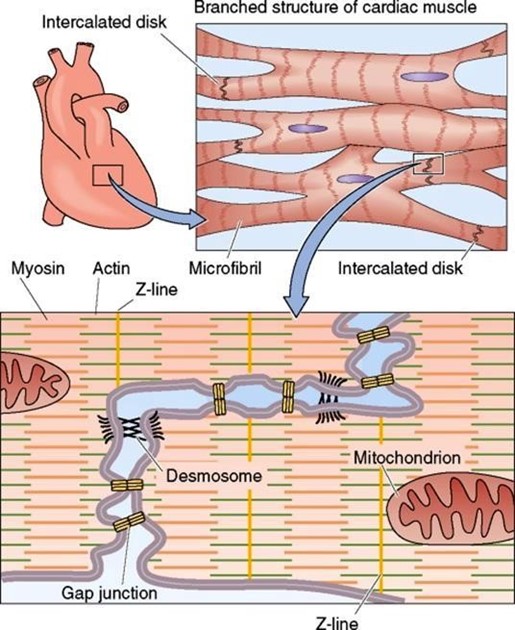 Branched structure of cardiac muscle
Intercalated disk
Microfibril
Intercalated disk
Myosin
Actin
Z-line
Desmosome
Mitochondrion
Gap junction
Z-line